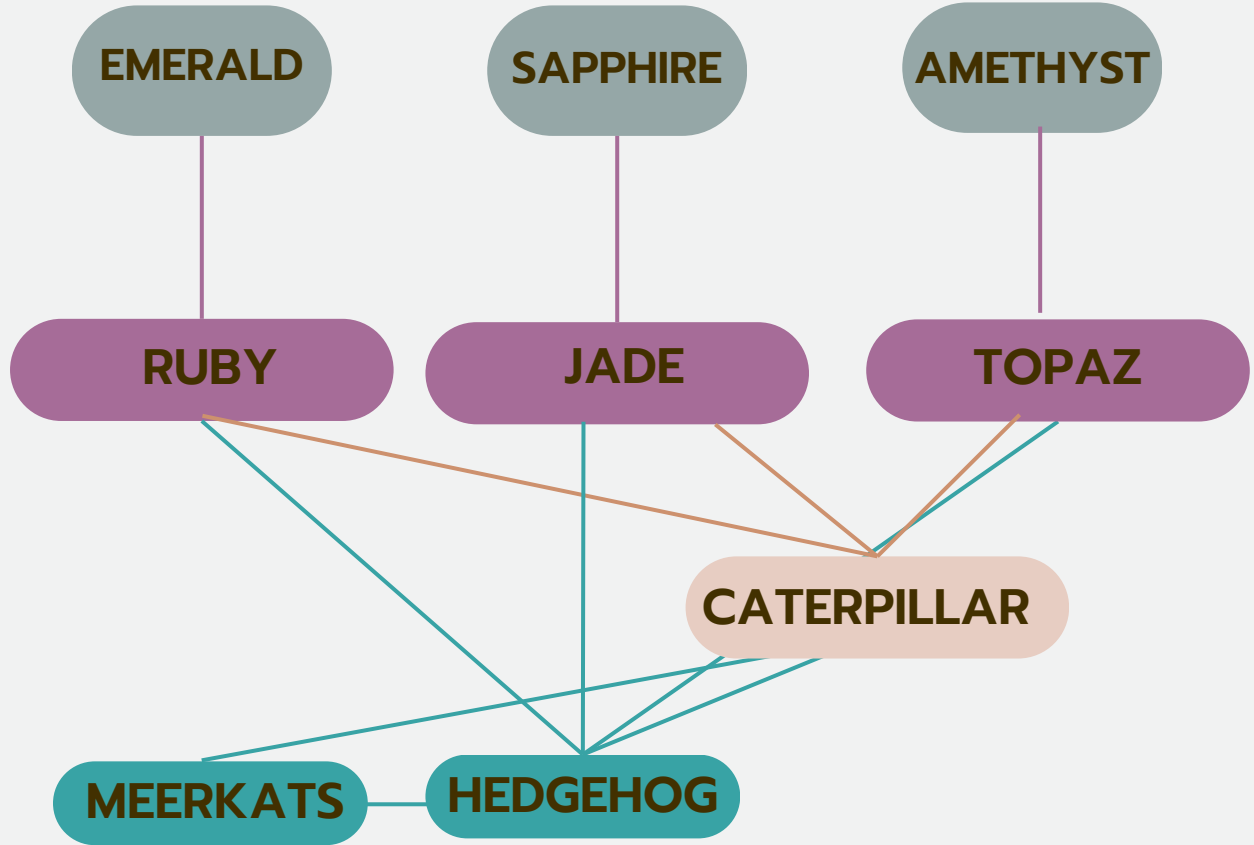 EMERALD
SAPPHIRE
AMETHYST
RUBY
JADE
TOPAZ
CATERPILLAR
MEERKATS
HEDGEHOG